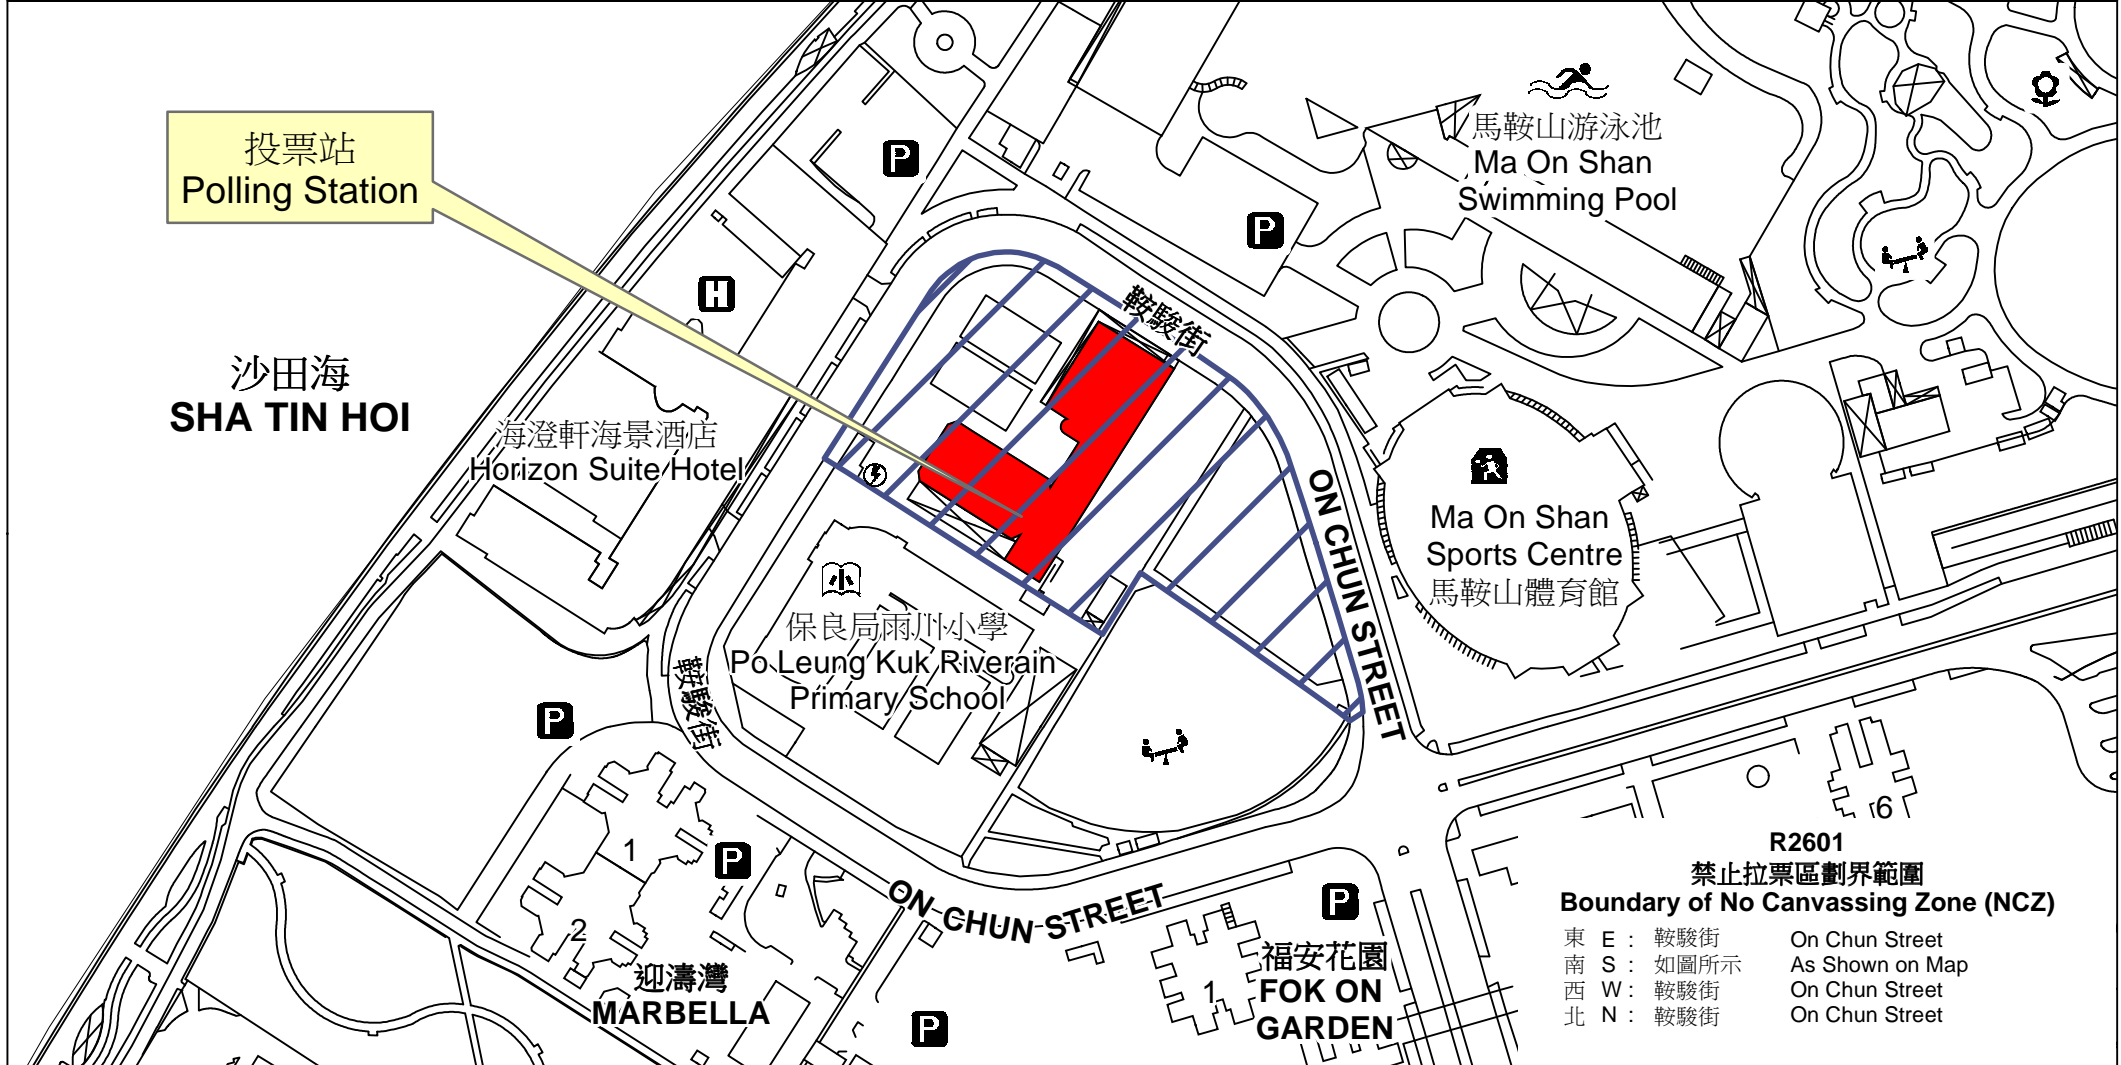 投票站
Polling Station
沙田海
SHA TIN HOI
海澄軒海景酒店
Horizon Suite Hotel
P
H
P
馬鞍山游泳池
Ma On Shan
Swimming Pool
鞍駿街
ON CHUN STREET
Ma On Shan
Sports Centre
馬鞍山體育館
保良局雨川小學
Po Leung Kuk Riverain
Primary School
鞍駿街
P
1
2
P
迎濤灣
MARBELLA
ON CHUN STREET
P
P
1
福安花園
FOK ON
GARDEN
6
R2601
禁止拉票區劃界範圍
Boundary of No Canvassing Zone (NCZ)
東 E : 鞍駿街 On Chun Street
南 S : 如圖所示 As Shown on Map
西 W : 鞍駿街 On Chun Street
北 N : 鞍駿街 On Chun Street